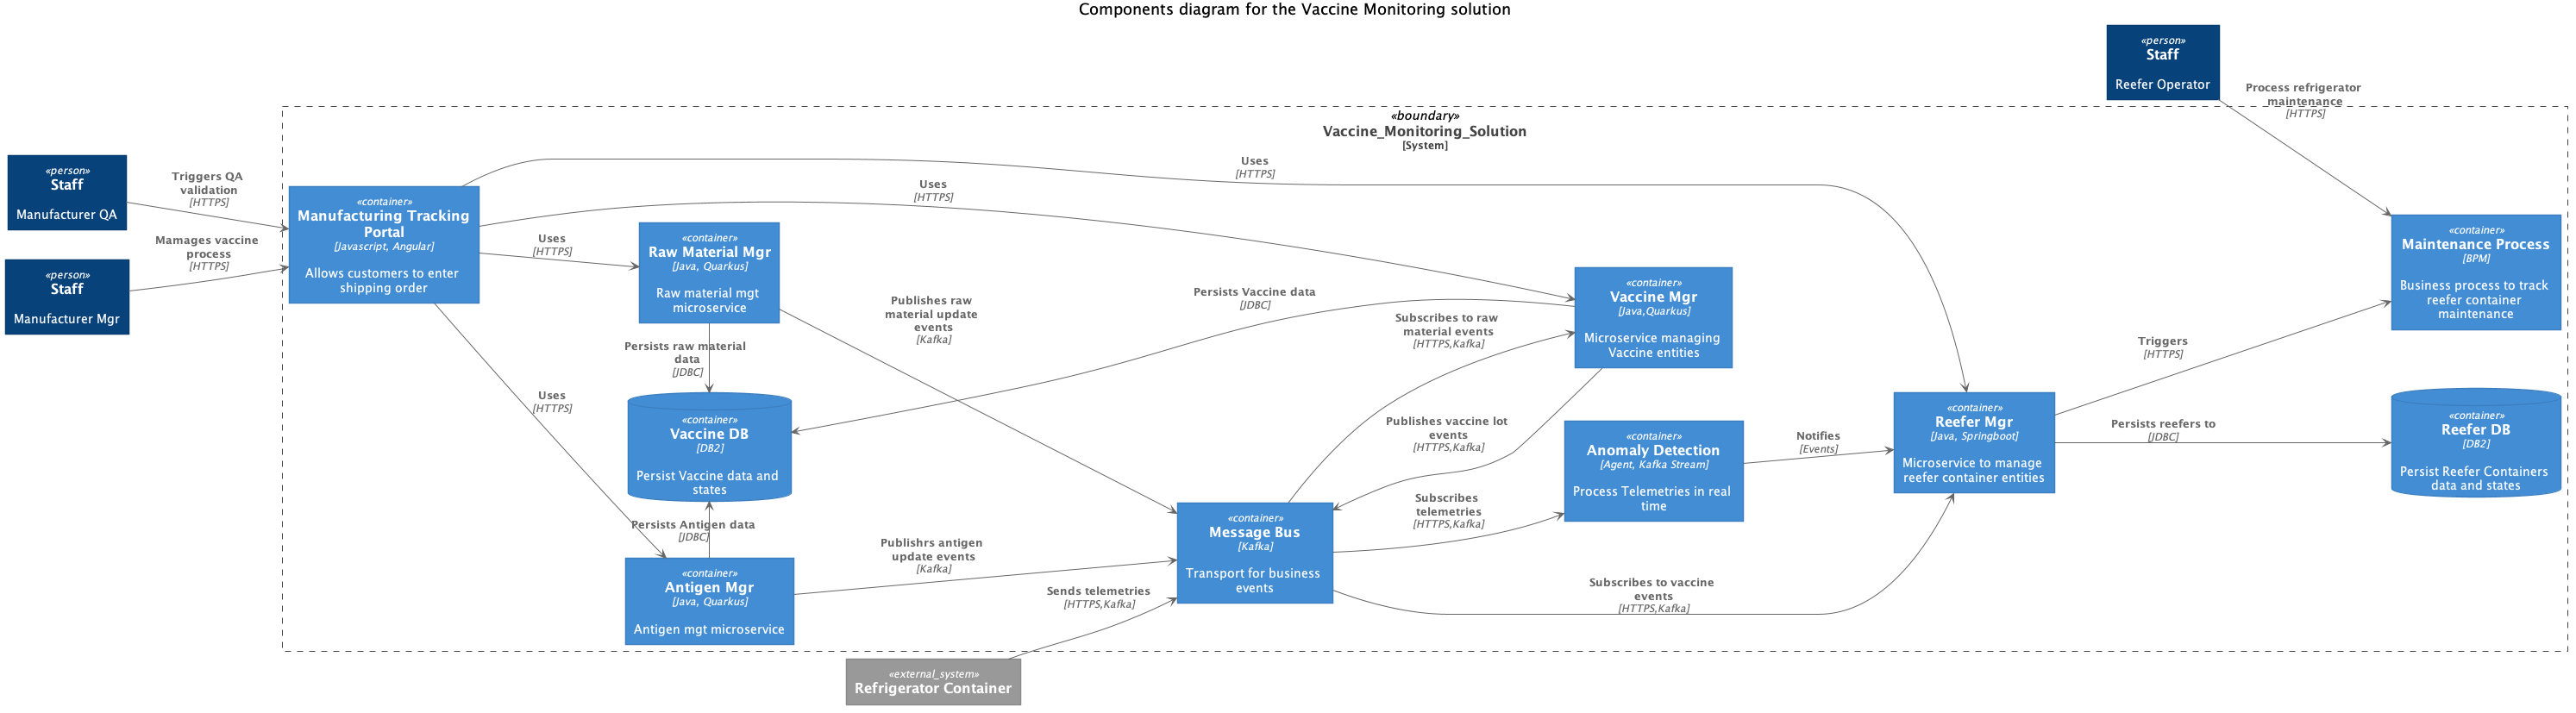 Components diagram for the Vaccine Monitoring solution
«person»
Staff
Reefer Operator
Process refrigerator
maintenance
[HTTPS]
«boundary»
Vaccine_Monitoring_Solution
[System]
«person»
Staff
Manufacturer QA
Triggers QA
validation
[HTTPS]
«person»
Staff
Manufacturer Mgr
Mamages vaccine
process
[HTTPS]
«container»
Manufacturing Tracking
Portal
[Javascript, Angular]
Allows customers to enter
shipping order
Uses
[HTTPS]
Uses
[HTTPS]
Uses
[HTTPS]
Uses
[HTTPS]
«container»
Raw Material Mgr
[Java, Quarkus]
Raw material mgt
microservice
Persists raw material
data
[JDBC]
Publishes raw
material update
events
[Kafka]
«container»
Vaccine DB
[DB2]
Persist Vaccine data and
states
Persists Antigen data
[JDBC]
«container»
Antigen Mgr
[Java, Quarkus]
Antigen mgt microservice
Publishrs antigen
update events
[Kafka]
Sends telemetries
[HTTPS,Kafka]
«external_system»
Refrigerator Container
Persists Vaccine data
[JDBC]
«container»
Message Bus
[Kafka]
Transport for business
events
Subscribes to raw
material events
[HTTPS,Kafka]
Publishes vaccine lot
events
[HTTPS,Kafka]
Subscribes
telemetries
[HTTPS,Kafka]
Subscribes to vaccine
events
[HTTPS,Kafka]
«container»
Vaccine Mgr
[Java,Quarkus]
Microservice managing
Vaccine entities
«container»
Anomaly Detection
[Agent, Kafka Stream]
Process Telemetries in real
time
Notifies
[Events]
«container»
Reefer Mgr
[Java, Springboot]
Microservice to manage
reefer container entities
Triggers
[HTTPS]
Persists reefers to
[JDBC]
«container»
Maintenance Process
[BPM]
Business process to track
reefer container
maintenance
«container»
Reefer DB
[DB2]
Persist Reefer Containers
data and states